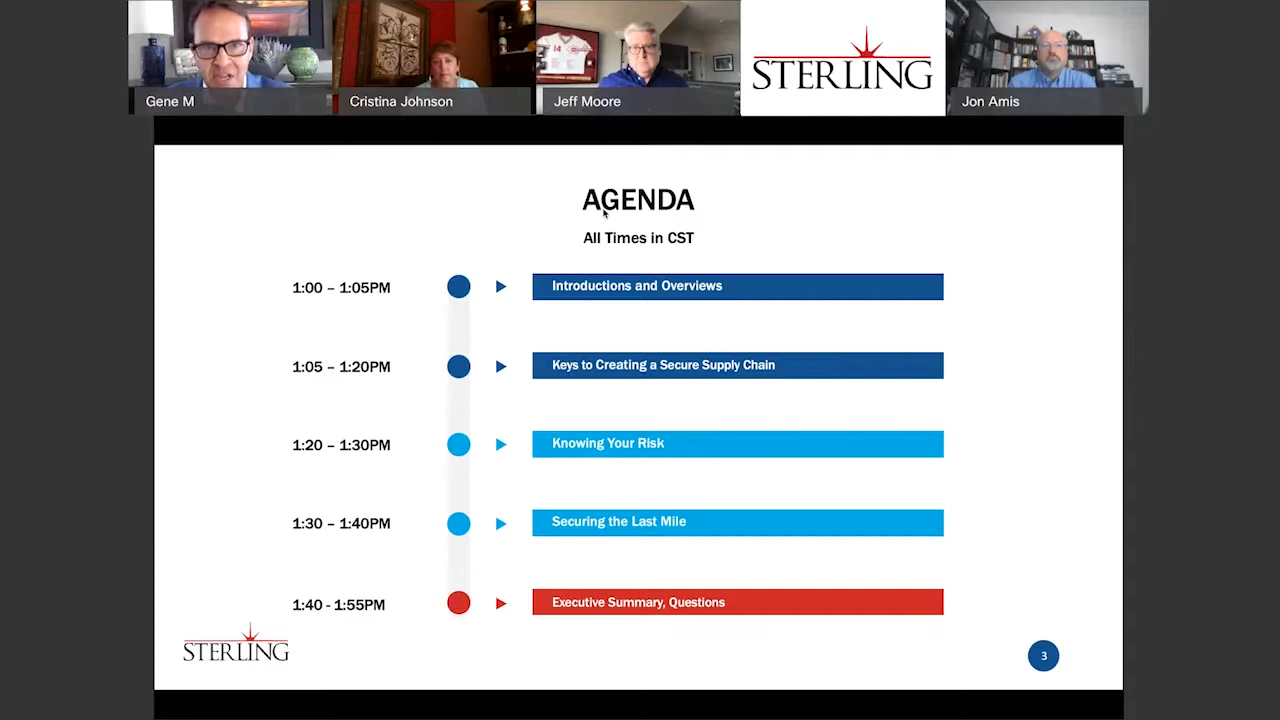 Gene M
Cristina Johnson
Jeff Moore
STERLING
Jon Amis
AGENDA
All Times in CST
1:00 – 1:05PM
Introductions and Overviews
1:05 – 1:20PM
Keys to Creating a Secure Supply Chain
1:20 – 1:30PM
Knowing Your Risk
1:30 – 1:40PM
Securing the Last Mile
1:40 - 1:55PM
Executive Summary, Questions
STERLING
3